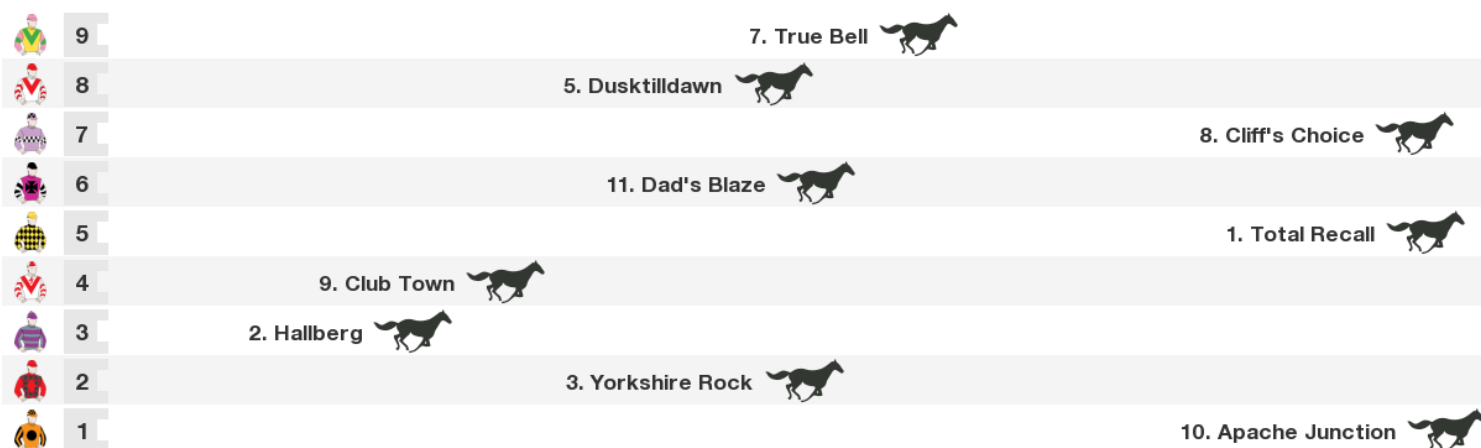 9 7. True Bell
8 5. Dusktilldawn
7 8. Cliff's Choice
6 11. Dad's Blaze
5 1. Total Recall
4 9. Club Town
3 2. Hallberg
2 3. Yorkshire Rock
1 10. Apache Junction